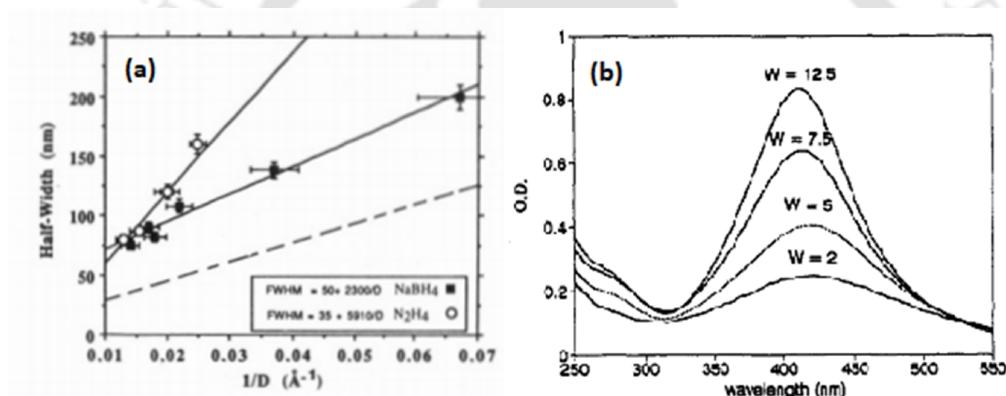 (a)
250
200
150
100
50
0
Half-Width (nm)
FWHM = 50+ 2300/D NaBH4
FWHM = 35 + 5910/D N2H4
0.01 0.02 0.03 0.04 0.05 0.06 0.07
1/D (Å-1)
(b)
1
0.8
0.6
0.4
0.2
0
O.D.
W = 12.5
W = 7.5
W = 5
W = 2
250 300 350 400 450 500 550
wavelength (nm)